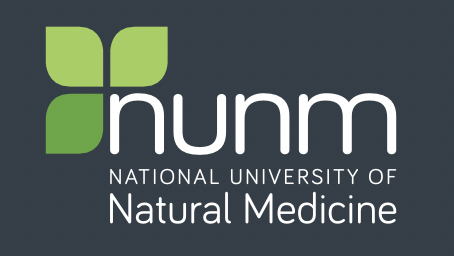 nunm
NATIONAL UNIVERSITY OF
Natural Medicine